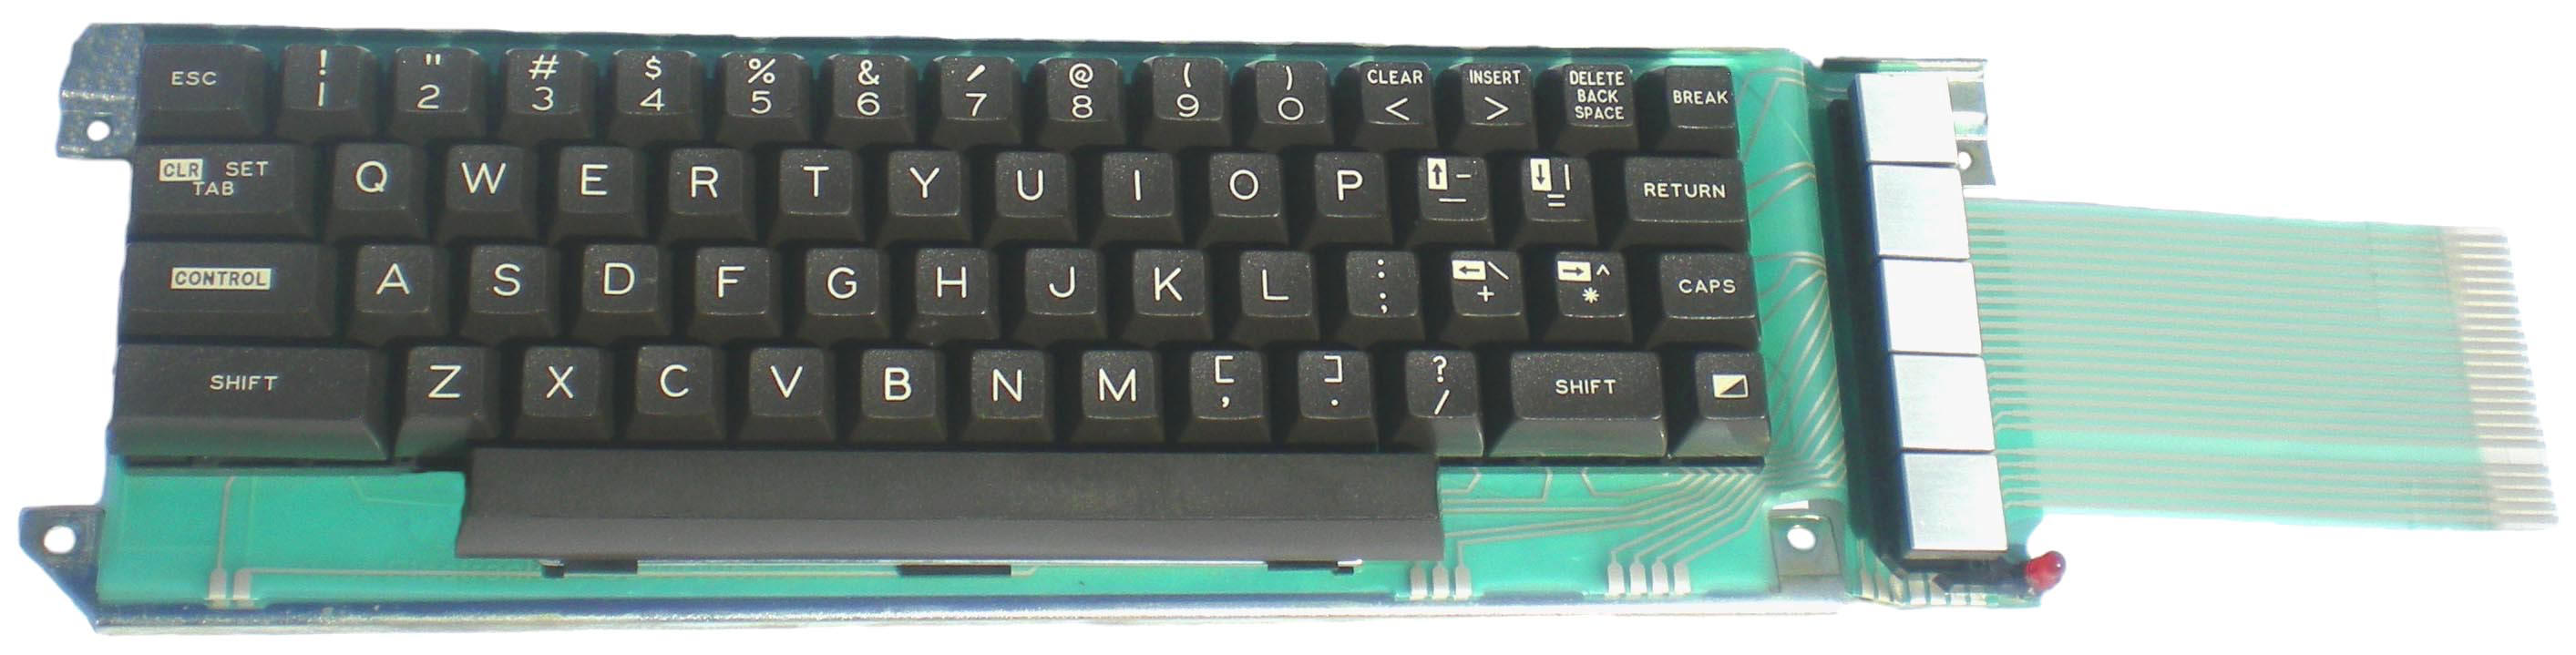 ESC ! 1 " 2 # 3 $ 4 % 5 & 6 ' 7 @ 8 ( 9 ) 0 CLEAR < INSERT > DELETE BACK SPACE BREAK
CLR SET TAB Q W E R T Y U I O P ↑ – _ ↓ | = RETURN
CONTROL A S D F G H J K L : ; ← \ + → ^ * CAPS
SHIFT Z X C V B N M [ , ] . ? / SHIFT ◪